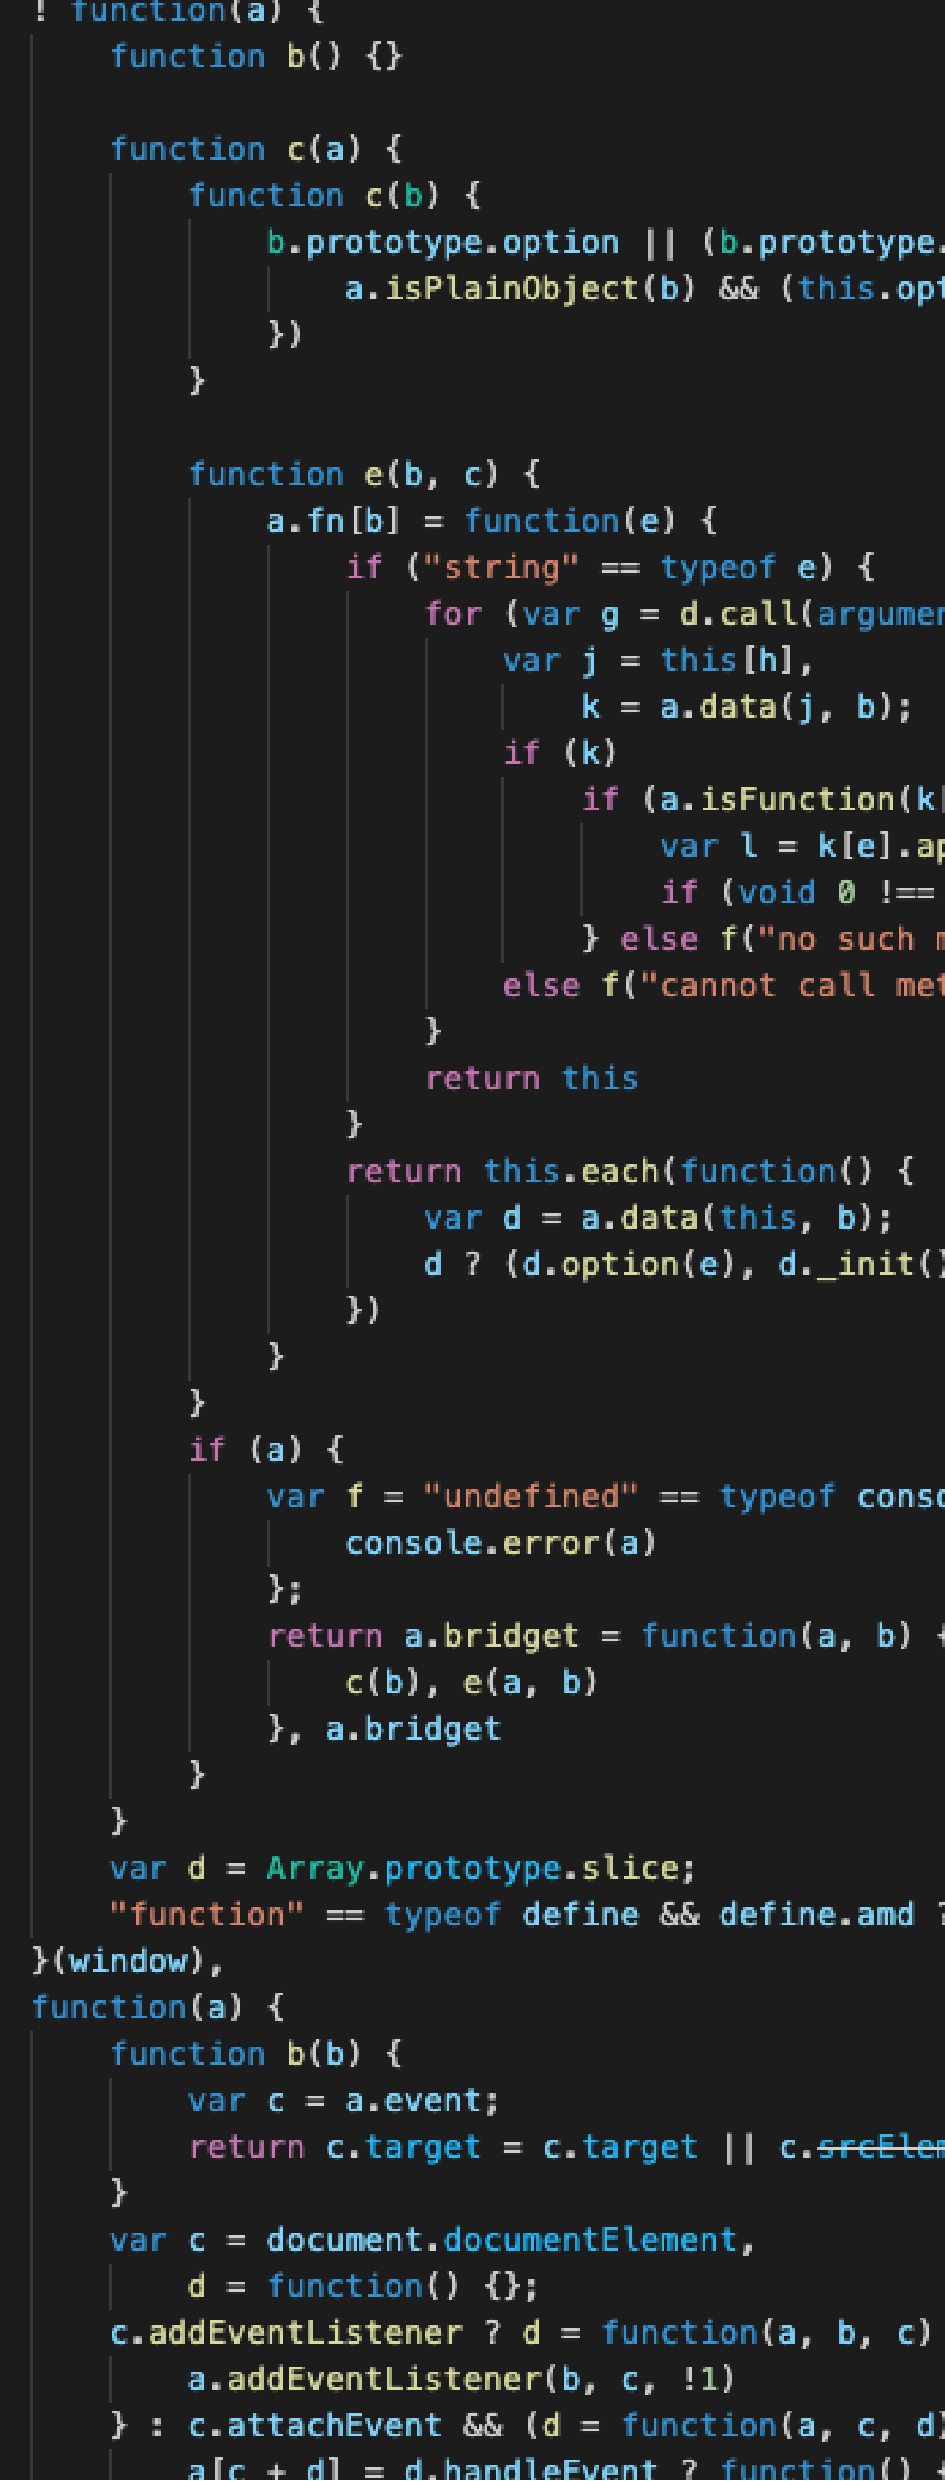 ! function(a) {
function b() {}
function c(a) {
function c(b) {
b.prototype.option || (b.prototype.
a.isPlainObject(b) && (this.opt
})
}
function e(b, c) {
a.fn[b] = function(e) {
if ("string" == typeof e) {
for (var g = d.call(argumen
var j = this[h],
k = a.data(j, b);
if (k)
if (a.isFunction(k[
var l = k[e].ap
if (void 0 !==
} else f("no such m
else f("cannot call met
}
return this
}
return this.each(function() {
var d = a.data(this, b);
d ? (d.option(e), d._init()
})
}
}
if (a) {
var f = "undefined" == typeof conso
console.error(a)
};
return a.bridget = function(a, b) {
c(b), e(a, b)
}, a.bridget
}
}
var d = Array.prototype.slice;
"function" == typeof define && define.amd ?
}(window),
function(a) {
function b(b) {
var c = a.event;
return c.target = c.target || c.srcElem
}
var c = document.documentElement,
d = function() {};
c.addEventListener ? d = function(a, b, c)
a.addEventListener(b, c, !1)
} : c.attachEvent && (d = function(a, c, d)
a[c + d] = d.handleEvent ? function() {